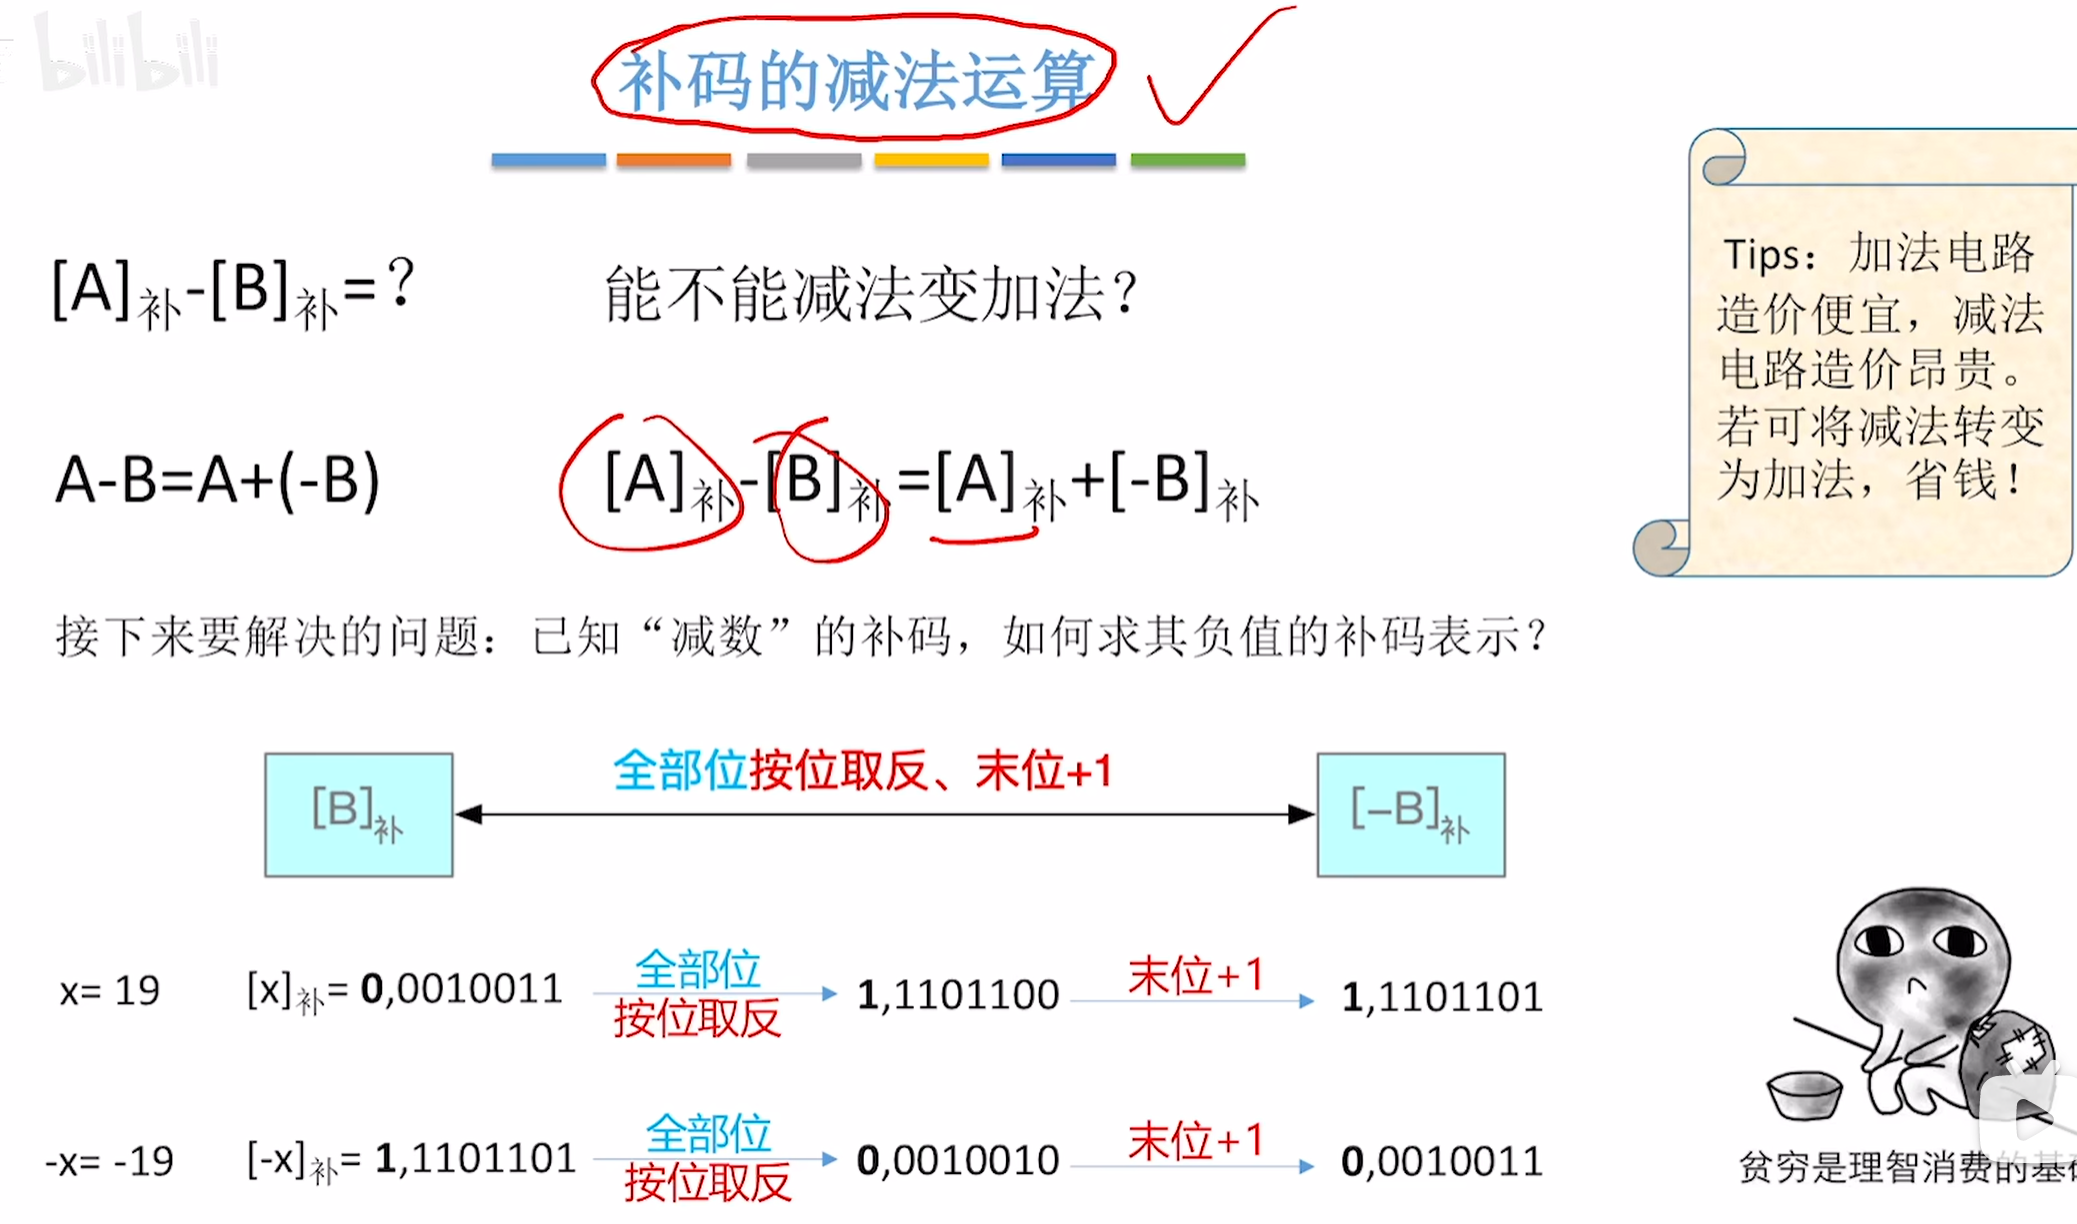 bilibili
补码的减法运算
[A]补-[B]补=？
能不能减法变加法？
Tips：加法电路
造价便宜，减法
电路造价昂贵。
若可将减法转变
为加法，省钱！
A-B=A+(-B)
[A]补-[B]补=[A]补+[-B]补
接下来要解决的问题：已知“减数”的补码，如何求其负值的补码表示？
[B]补
全部位按位取反、末位+1
[-B]补
x= 19
[x]补= 0,0010011
全部位
按位取反
1,1101100
末位+1
1,1101101
-x= -19
[-x]补= 1,1101101
全部位
按位取反
0,0010010
末位+1
0,0010011
贫穷是理智消费的基